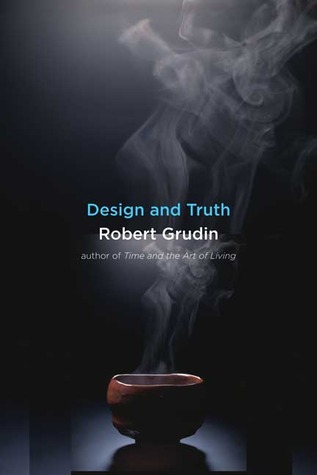 Design and Truth
Robert Grudin
author of Time and the Art of Living